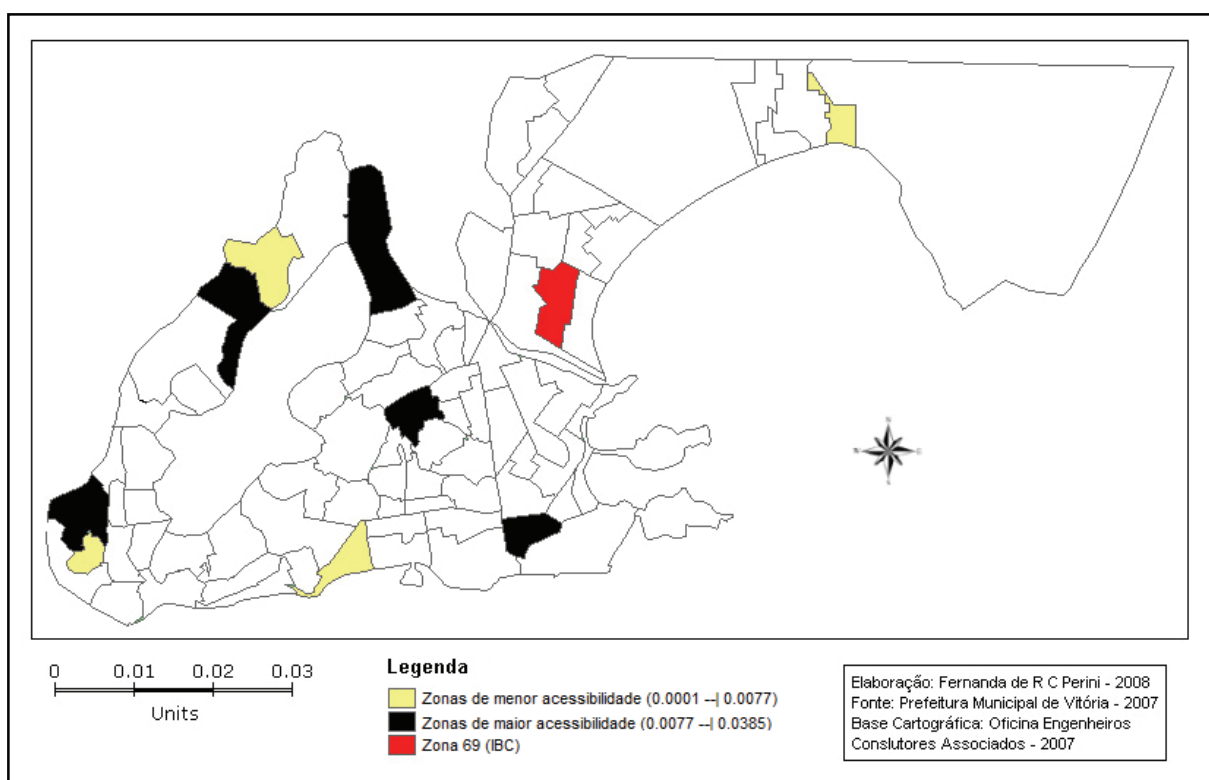 0 0.01 0.02 0.03
Units
Legenda
Zonas de menor acessibilidade (0.0001 --| 0.0077)
Zonas de maior acessibilidade (0.0077 --| 0.0385)
Zona 69 (IBC)
Elaboração: Fernanda de R C Perini - 2008
Fonte: Prefeitura Municipal de Vitória - 2007
Base Cartográfica: Oficina Engenheiros
Conslutores Associados - 2007